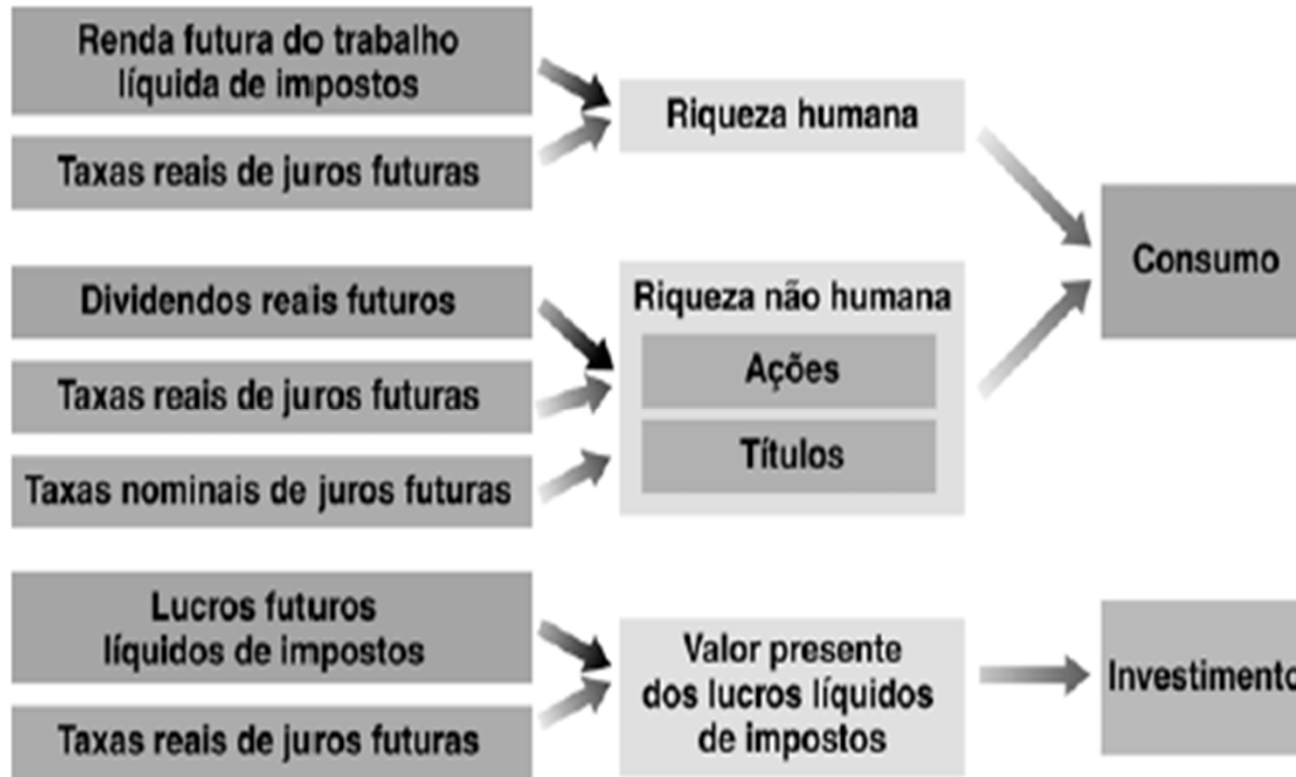 Renda futura do trabalho
líquida de impostos
Taxas reais de juros futuras
Riqueza humana
Dividendos reais futuros
Taxas reais de juros futuras
Taxas nominais de juros futuras
Riqueza não humana
Ações
Títulos
Consumo
Lucros futuros
líquidos de impostos
Taxas reais de juros futuras
Valor presente
dos lucros líquidos
de impostos
Investimento